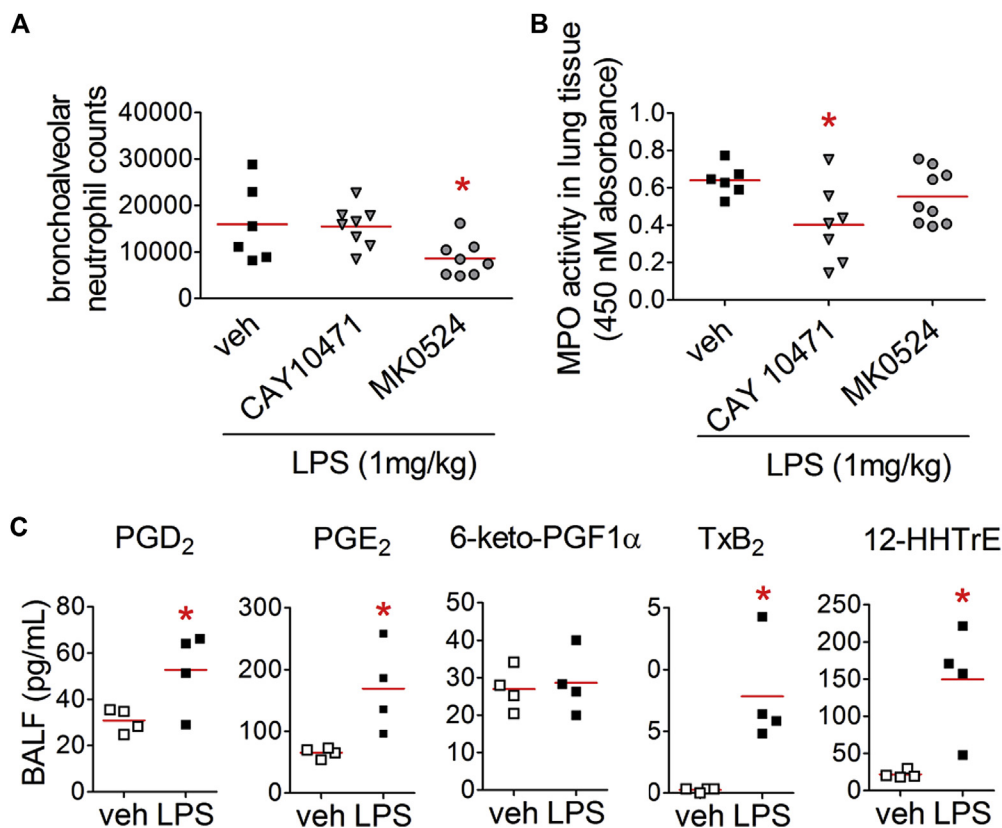 A
bronchoalveolar
neutrophil counts
40000
30000
20000
10000
0
*
veh
CAY10471
MK0524
LPS (1mg/kg)
B
MPO activity in lung tissue
(450 nM absorbance)
1.0
0.8
0.6
0.4
0.2
0.0
*
veh
CAY 10471
MK0524
LPS (1mg/kg)
C
BALF (pg/mL)
PGD2
80
60
40
20
0
*
veh LPS
PGE2
300
200
100
0
*
veh LPS
6-keto-PGF1α
50
40
30
20
10
0
veh LPS
TxB2
5
0
5
0
*
veh LPS
12-HHTrE
250
200
150
100
50
0
*
veh LPS